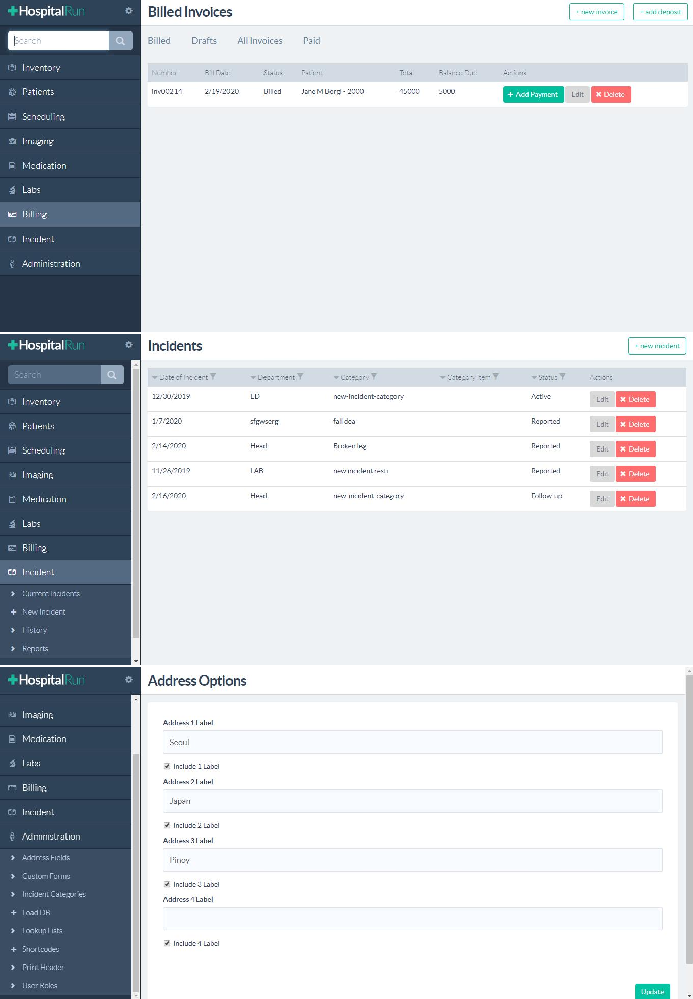 HospitalRun
Search
Inventory
Patients
Scheduling
Imaging
Medication
Labs
Billing
Incident
Administration
Billed Invoices
+ new invoice
+ add deposit
Billed Drafts All Invoices Paid
Number Bill Date Status Patient Total Balance Due Actions
inv00214 2/19/2020 Billed Jane M Borgi - 2000 45000 5000 + Add Payment Edit Delete
HospitalRun
Search
Inventory
Patients
Scheduling
Imaging
Medication
Labs
Billing
Incident
Current Incidents
New Incident
History
Reports
Incidents
+ new incident
Date of Incident Department Category Category Item Status Actions
12/30/2019 ED new-incident-category Active Edit Delete
1/7/2020 sfgwserg fall dea Reported Edit Delete
2/14/2020 Head Broken leg Reported Edit Delete
11/26/2019 LAB new incident resti Reported Edit Delete
2/16/2020 Head new-incident-category Follow-up Edit Delete
HospitalRun
Imaging
Medication
Labs
Billing
Incident
Administration
Address Fields
Custom Forms
Incident Categories
Load DB
Lookup Lists
Shortcodes
Print Header
User Roles
Address Options
Address 1 Label
Seoul
Include 1 Label
Address 2 Label
Japan
Include 2 Label
Address 3 Label
Pinoy
Include 3 Label
Address 4 Label
Include 4 Label
Update